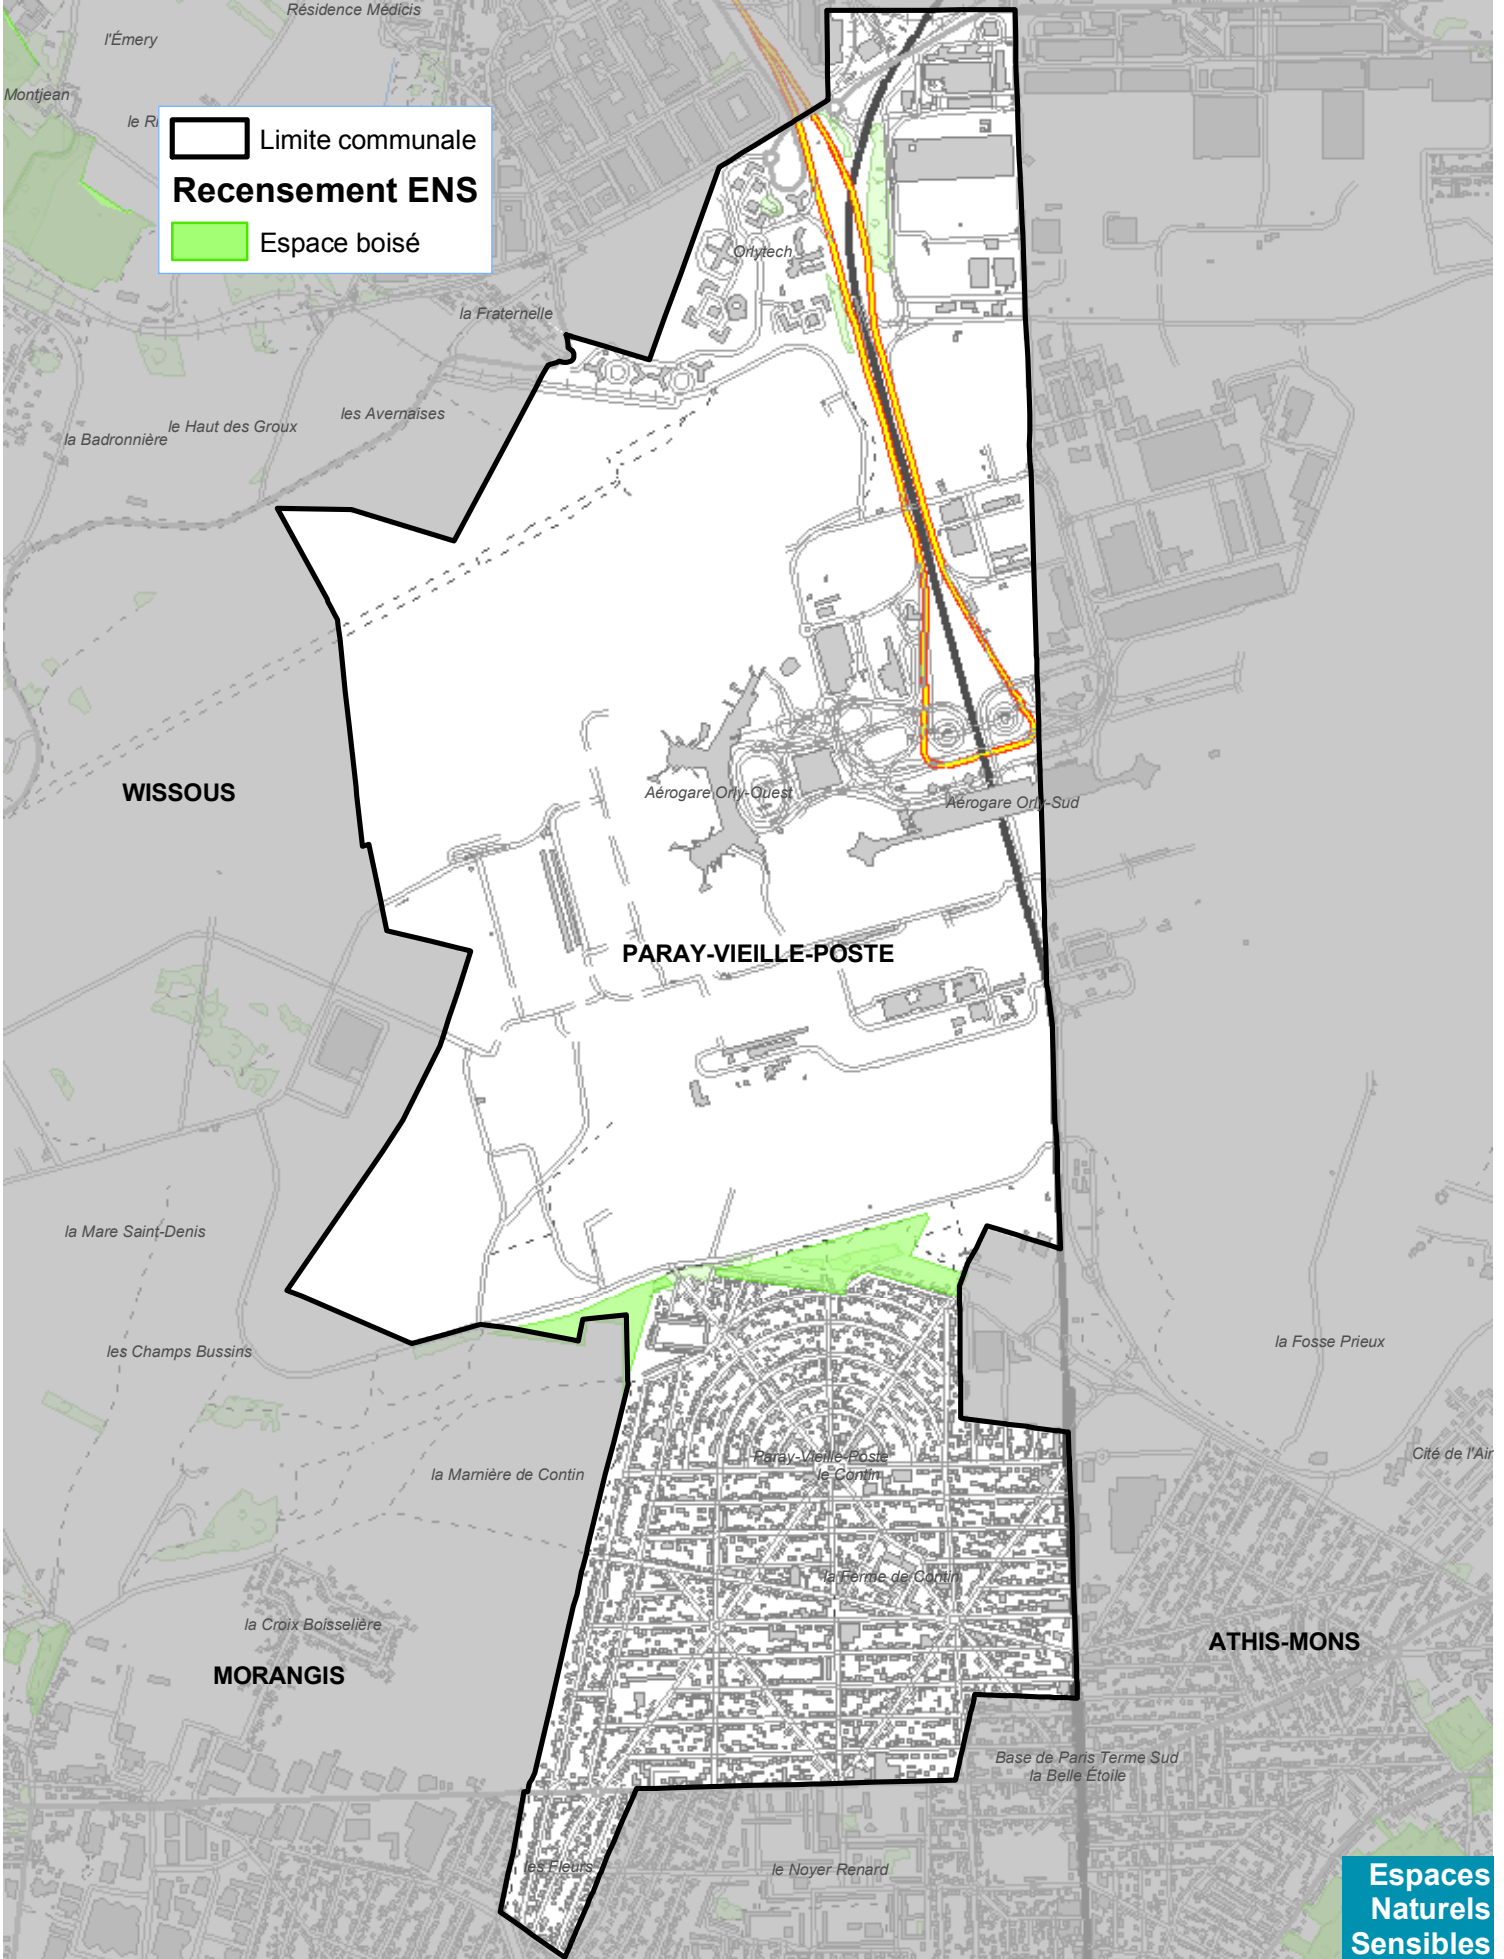 Résidence Médicis
l'Émery
Montjean
Limite communale
Recensement ENS
Espace boisé
Orlytech
la Fraternelle
les Avernaises
le Haut des Groux
la Badronnière
WISSOUS
Aérogare Orly-Ouest
Aérogare Orly-Sud
PARAY-VIEILLE-POSTE
la Mare Saint-Denis
les Champs Bussins
la Fosse Prieux
Cité de l'Air
Paray-Vieille-Poste
le Contin
la Marnière de Contin
la Ferme de Contin
la Croix Boisselière
ATHIS-MONS
MORANGIS
Base de Paris Terme Sud
la Belle Étoile
les Fleurs
le Noyer Renard
Espaces
Naturels
Sensibles